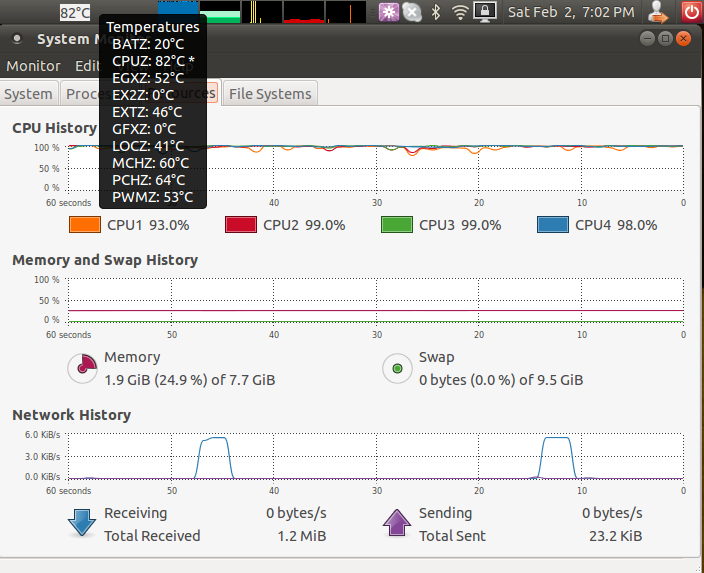 82°C
Sat Feb 2, 7:02 PM
System M
Monitor Edi
Temperatures
BATZ: 20°C
CPUZ: 82°C *
EGXZ: 52°C
EX2Z: 0°C
EXTZ: 46°C
GFXZ: 0°C
LOCZ: 41°C
MCHZ: 60°C
PCHZ: 64°C
PWMZ: 53°C
System Proce ources File Systems
CPU History
100 %
50 %
0 %
60 seconds 40 30 20 10 0
CPU1 93.0% CPU2 99.0% CPU3 99.0% CPU4 98.0%
Memory and Swap History
100 %
50 %
0 %
60 seconds 50 40 30 20 10 0
Memory
1.9 GiB (24.9 %) of 7.7 GiB
Swap
0 bytes (0.0 %) of 9.5 GiB
Network History
6.0 KiB/s
3.0 KiB/s
0.0 KiB/s
60 seconds 50 40 30 20 10 0
Receiving 0 bytes/s
Total Received 1.2 MiB
Sending 0 bytes/s
Total Sent 23.2 KiB